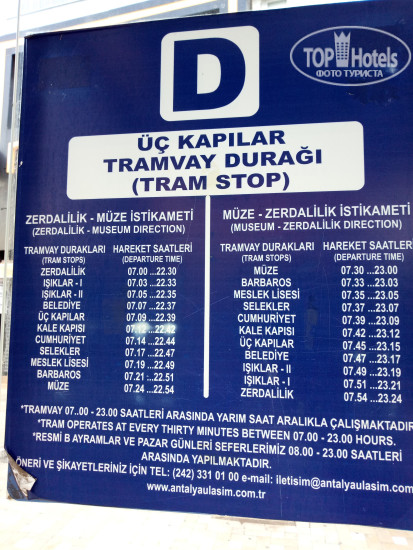 TOP Hotels
ФОТО ТУРИСТА
D
ÜÇ KAPILAR
TRAMVAY DURAĞI
(TRAM STOP)
ZERDALİLİK - MÜZE İSTİKAMETİ
(ZERDALİLİK - MUSEUM DIRECTION)
TRAMVAY DURAKLARI HAREKET SAATLERİ
(TRAM STOPS) (DEPARTURE TIME)
ZERDALİLİK 07.00 ...22.30
IŞIKLAR - I 07.03 ...22.33
IŞIKLAR - II 07.05 ...22.35
BELEDİYE 07.07 ...22.37
ÜÇ KAPILAR 07.09 ...22.39
KALE KAPISI 07.12 ...22.42
CUMHURİYET 07.14 ...22.44
SELEKLER 07.17 ...22.47
MESLEK LİSESİ 07.19 ...22.49
BARBAROS 07.21 ...22.51
MÜZE 07.24 ...22.54
MÜZE - ZERDALİLİK İSTİKAMETİ
(MUSEUM - ZERDALİLİK DIRECTION)
TRAMVAY DURAKLARI HAREKET SAATLERİ
(TRAM STOPS) (DEPARTURE TIME)
MÜZE 07.30 ...23.00
BARBAROS 07.33 ...23.03
MESLEK LİSESİ 07.35 ...23.05
SELEKLER 07.37 ...23.07
CUMHURİYET 07.39 ...23.09
KALE KAPISI 07.42 ...23.12
ÜÇ KAPILAR 07.45 ...23.15
BELEDİYE 07.47 ...23.17
IŞIKLAR - II 07.49 ...23.19
IŞIKLAR - I 07.51 ...23.21
ZERDALİLİK 07.54 ...23.24
*TRAMVAY 07..00 - 23.00 SAATLERİ ARASINDA YARIM SAAT ARALIKLA ÇALIŞMAKTADIR.
*TRAM OPERATES AT EVERY THIRTY MINUTES BETWEEN 07.00 - 23.00 HOURS.
*RESMİ B AYRAMLAR VE PAZAR GÜNLERİ SEFERLERİMİZ 08.00 - 23.00 SAATLERİ
ARASINDA YAPILMAKTADIR.
ÖNERİ VE ŞİKAYETLERİNİZ İÇİN TEL: (242) 331 01 00 e-mail: iletisim@antalyaulasim.com
www.antalyaulasim.com.tr